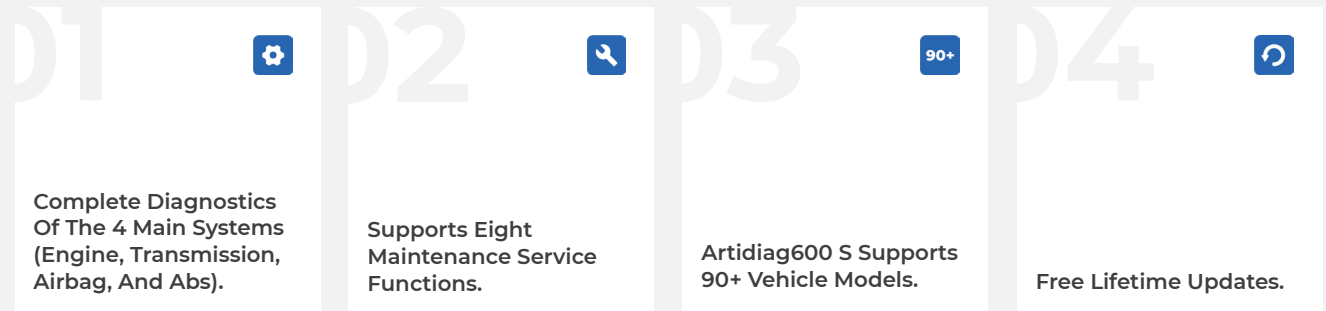 01
Complete Diagnostics
Of The 4 Main Systems
(Engine, Transmission,
Airbag, And Abs).
02
Supports Eight
Maintenance Service
Functions.
03
90+
Artidiag600 S Supports
90+ Vehicle Models.
04
Free Lifetime Updates.